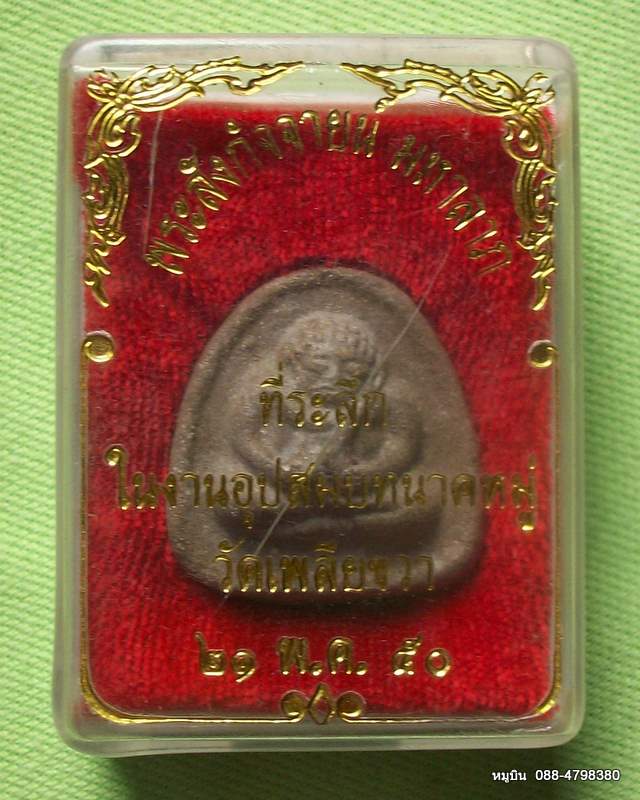 พระสังกัจจายน มหาลาภ
ที่ระลึก
ในงานอุปสมบทนาคหมู่
วัดเพลียขวา
๒๑ พ.ค. ๕๐
หมูบิน 088-4798380